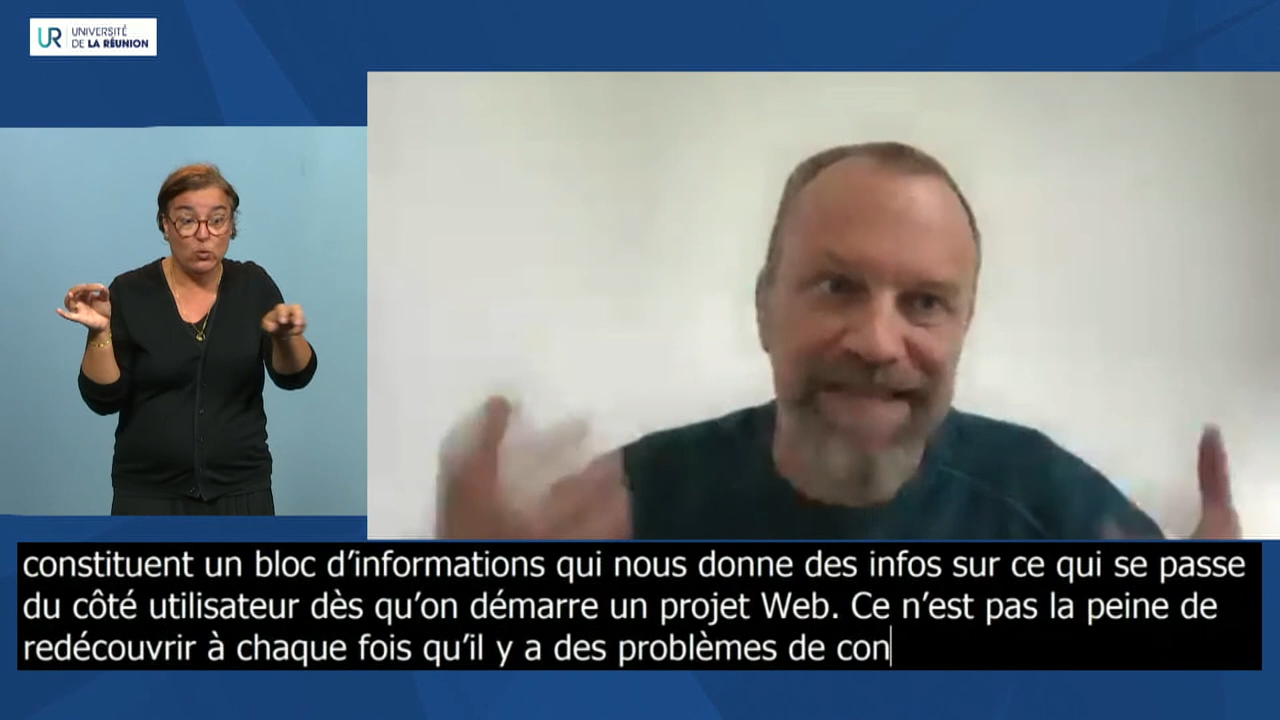 UR UNIVERSITÉ
DE LA RÉUNION
constituent un bloc d’informations qui nous donne des infos sur ce qui se passe
du côté utilisateur dès qu’on démarre un projet Web. Ce n’est pas la peine de
redécouvrir à chaque fois qu’il y a des problèmes de con